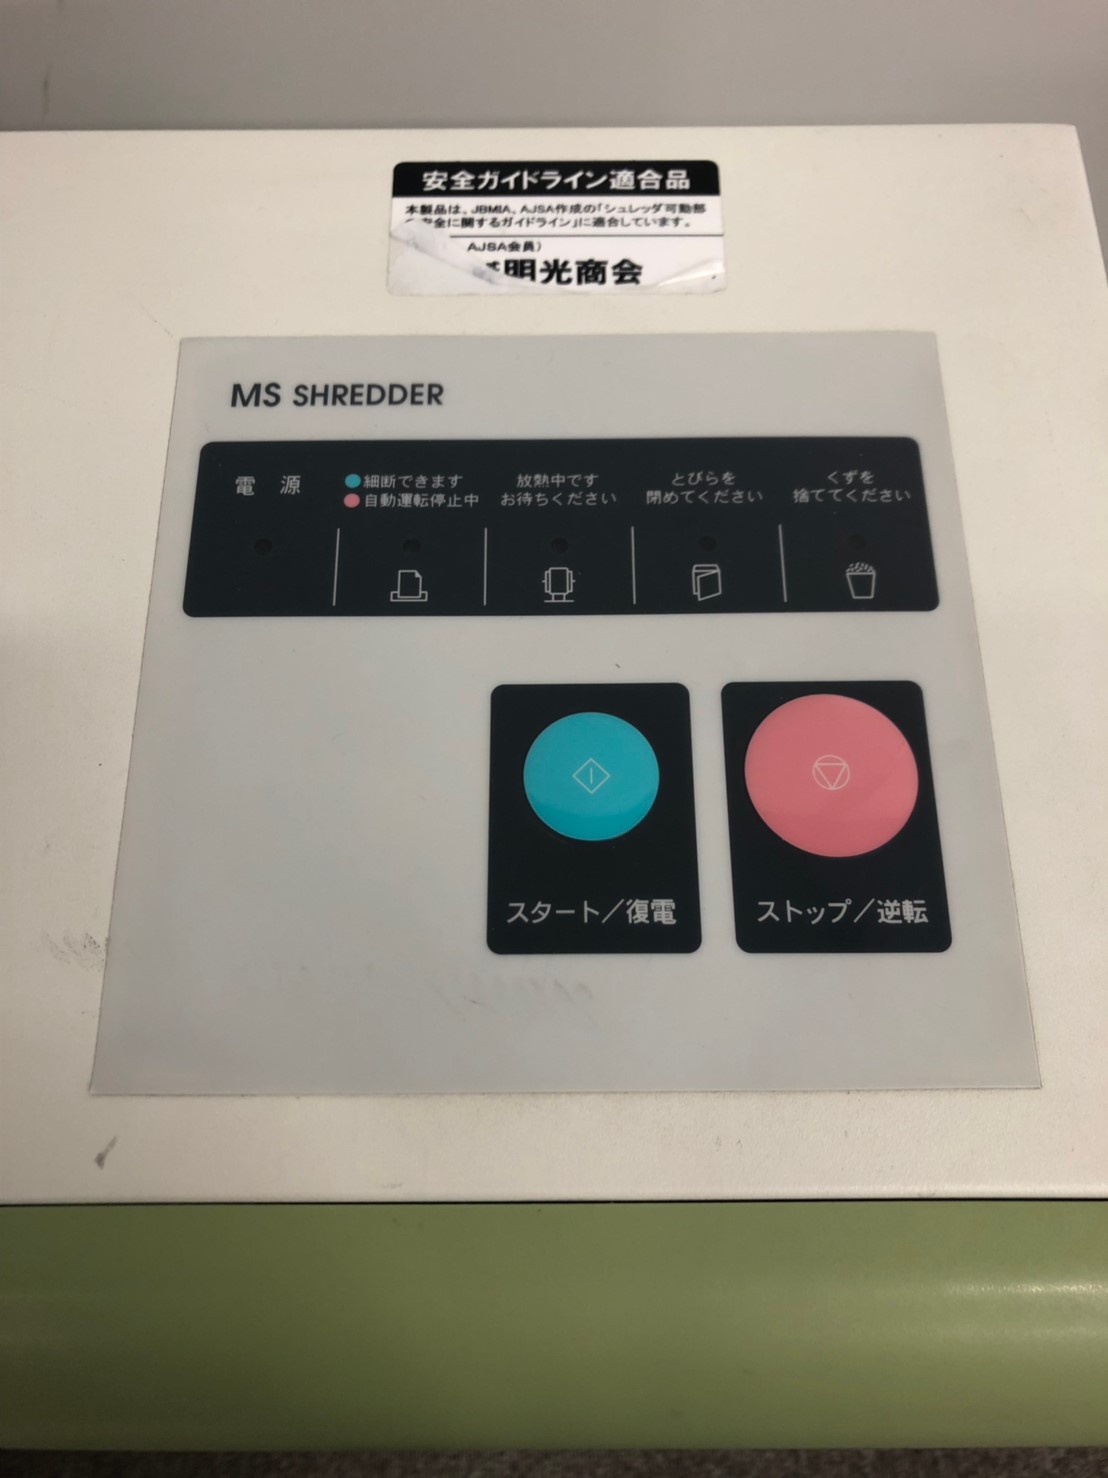 安全ガイドライン適合品
本製品は、JBMIA、AJSA作成の「シュレッダ可動部
安全に関するガイドライン」に適合しています。
AJSA会員）
明光商会
MS SHREDDER
電源
細断できます
自動運転停止中
放熱中です
お待ちください
とびらを
閉めてください
くずを
捨ててください
スタート／復電
ストップ／逆転